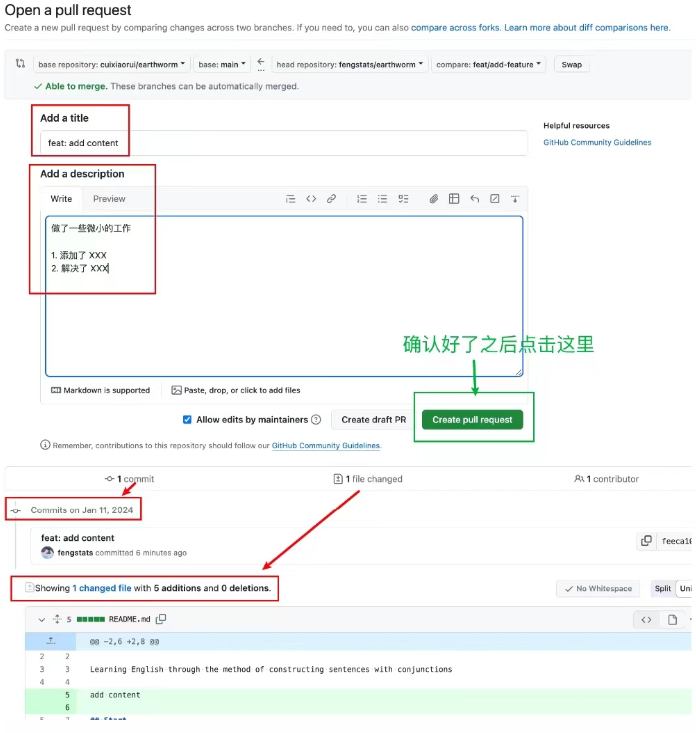 Open a pull request
Create a new pull request by comparing changes across two branches. If you need to, you can also compare across forks. Learn more about diff comparisons here.
base repository: cuixiaorui/earthworm base: main head repository: fengstats/earthworm compare: feat/add-feature Swap
Able to merge. These branches can be automatically merged.
Add a title
feat: add content
Helpful resources
GitHub Community Guidelines
Add a description
Write Preview
做了一些微小的工作
1. 添加了 XXX
2. 解决了 XXX
确认好了之后点击这里
Markdown is supported Paste, drop, or click to add files
Allow edits by maintainers Create draft PR Create pull request
Remember, contributions to this repository should follow our GitHub Community Guidelines.
1 commit 1 file changed 1 contributor
Commits on Jan 11, 2024
feat: add content
fengstats committed 6 minutes ago
Showing 1 changed file with 5 additions and 0 deletions.
No Whitespace Split
5 README.md
@@ -2,6 +2,8 @@
2 2
3 3 Learning English through the method of constructing sentences with conjunctions
4 4
5 add content
6
## Start